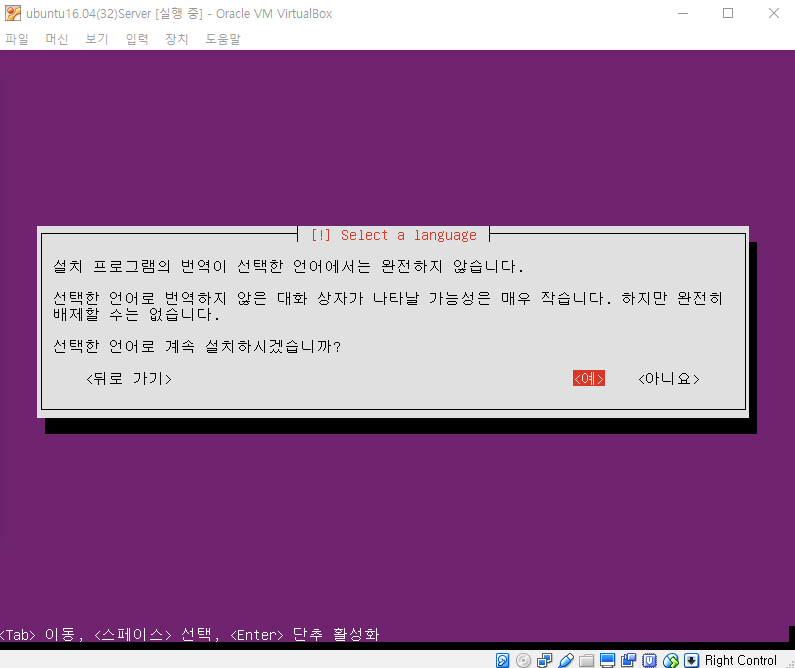 ubuntu16.04(32)Server [실행 중] - Oracle VM VirtualBox
파일 머신 보기 입력 장치 도움말
[!] Select a language
설치 프로그램의 번역이 선택한 언어에서는 완전하지 않습니다.
선택한 언어로 번역하지 않은 대화 상자가 나타날 가능성은 매우 작습니다. 하지만 완전히
배제할 수는 없습니다.
선택한 언어로 계속 설치하시겠습니까?
<뒤로 가기> <예> <아니요>
<Tab> 이동, <스페이스> 선택, <Enter> 단추 활성화
Right Control